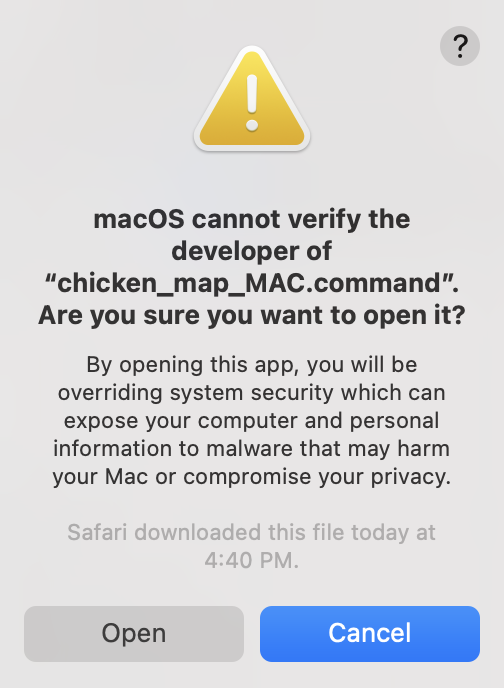 ?
macOS cannot verify the
developer of
“chicken_map_MAC.command”.
Are you sure you want to open it?
By opening this app, you will be
overriding system security which can
expose your computer and personal
information to malware that may harm
your Mac or compromise your privacy.
Safari downloaded this file today at
4:40 PM.
Open
Cancel